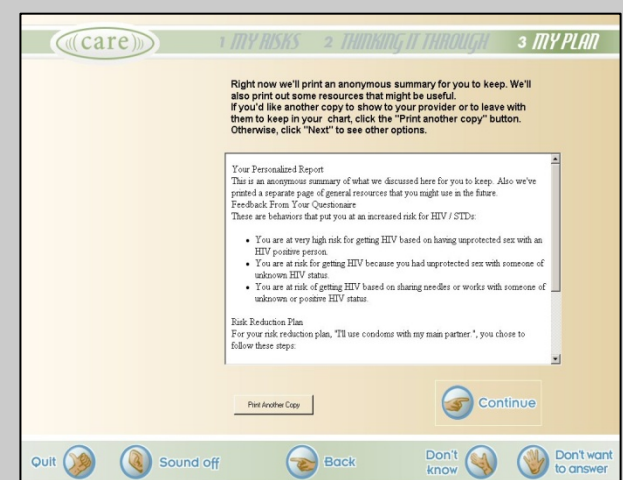 care
1 MY RISKS 2 THINKING IT THROUGH 3 MY PLAN
Right now we'll print an anonymous summary for you to keep. We'll
also print out some resources that might be useful.
If you'd like another copy to show to your provider or to leave with
them to keep in your chart, click the "Print another copy" button.
Otherwise, click "Next" to see other options.
Your Personalized Report
This is an anonymous summary of what we discussed here for you to keep. Also we've
printed a separate page of general resources that you might use in the future.
Feedback From Your Questionaire
These are behaviors that put you at an increased risk for HIV / STDs:
• You are at very high risk for getting HIV based on having unprotected sex with an
HIV positive person.
• You are at risk for getting HIV because you had unprotected sex with someone of
unknown HIV status.
• You are at risk of getting HIV based on sharing needles or works with someone of
unknown or positive HIV status.
Risk Reduction Plan
For your risk reduction plan, "I'll use condoms with my main partner.", you chose to
follow these steps:
Print Another Copy
Continue
Quit
Sound off
Back
Don't know
Don't want to answer